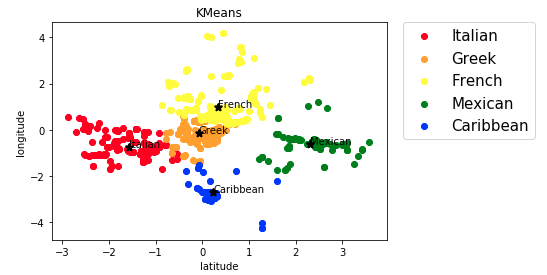 KMeans
Italian
Greek
French
Mexican
Caribbean
longitude
4
2
0
−2
−4
French
Greek
Italian
Mexican
Caribbean
−3 −2 −1 0 1 2 3
latitude